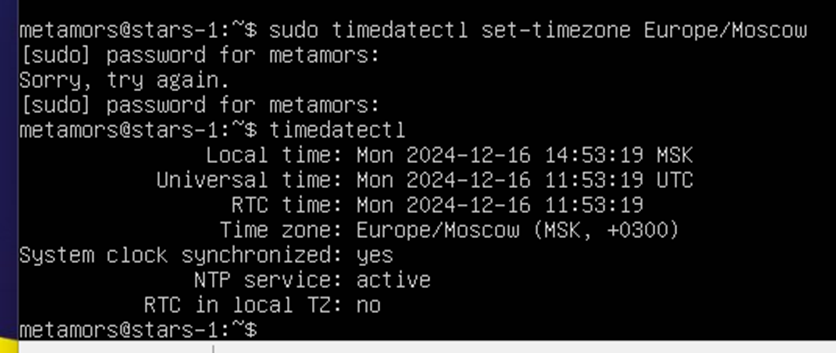 metamors@stars-1:~$ sudo timedatectl set-timezone Europe/Moscow
[sudo] password for metamors:
Sorry, try again.
[sudo] password for metamors:
metamors@stars-1:~$ timedatectl
Local time: Mon 2024-12-16 14:53:19 MSK
Universal time: Mon 2024-12-16 11:53:19 UTC
RTC time: Mon 2024-12-16 11:53:19
Time zone: Europe/Moscow (MSK, +0300)
System clock synchronized: yes
NTP service: active
RTC in local TZ: no
metamors@stars-1:~$